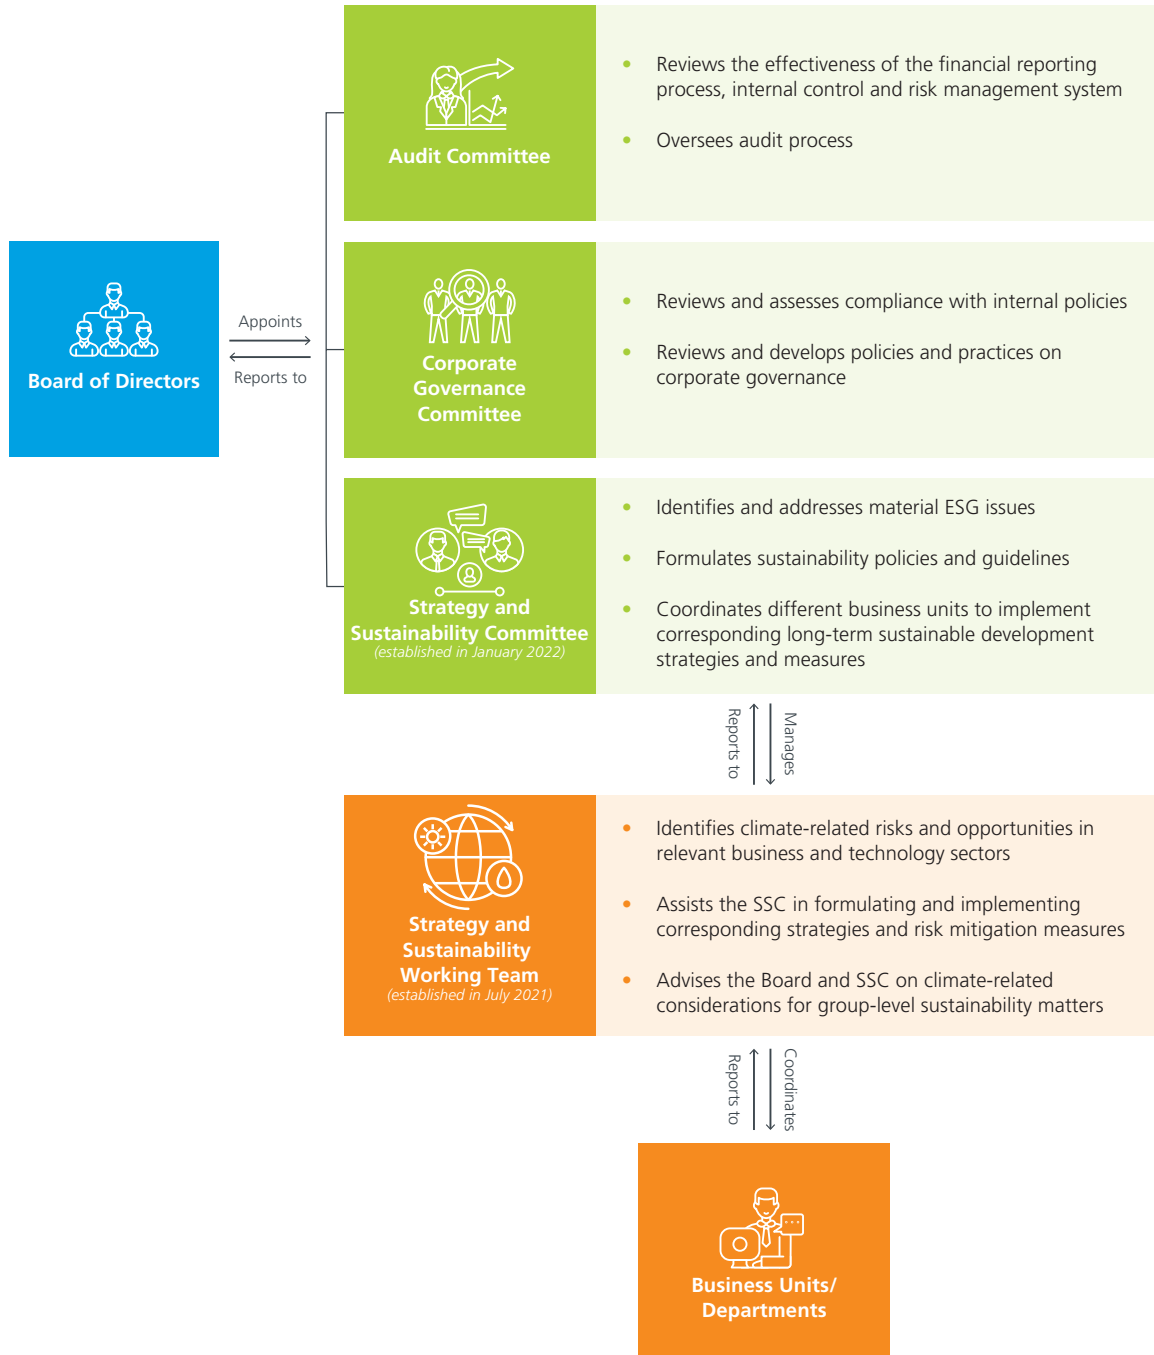 Audit Committee
• Reviews the effectiveness of the financial reporting
process, internal control and risk management system
• Oversees audit process
Board of Directors
Appoints
Reports to
Corporate
Governance
Committee
• Reviews and assesses compliance with internal policies
• Reviews and develops policies and practices on
corporate governance
Strategy and
Sustainability Committee
(established in January 2022)
• Identifies and addresses material ESG issues
• Formulates sustainability policies and guidelines
• Coordinates different business units to implement
corresponding long-term sustainable development
strategies and measures
Reports to
Manages
Strategy and
Sustainability
Working Team
(established in July 2021)
• Identifies climate-related risks and opportunities in
relevant business and technology sectors
• Assists the SSC in formulating and implementing
corresponding strategies and risk mitigation measures
• Advises the Board and SSC on climate-related
considerations for group-level sustainability matters
Reports to
Coordinates
Business Units/
Departments